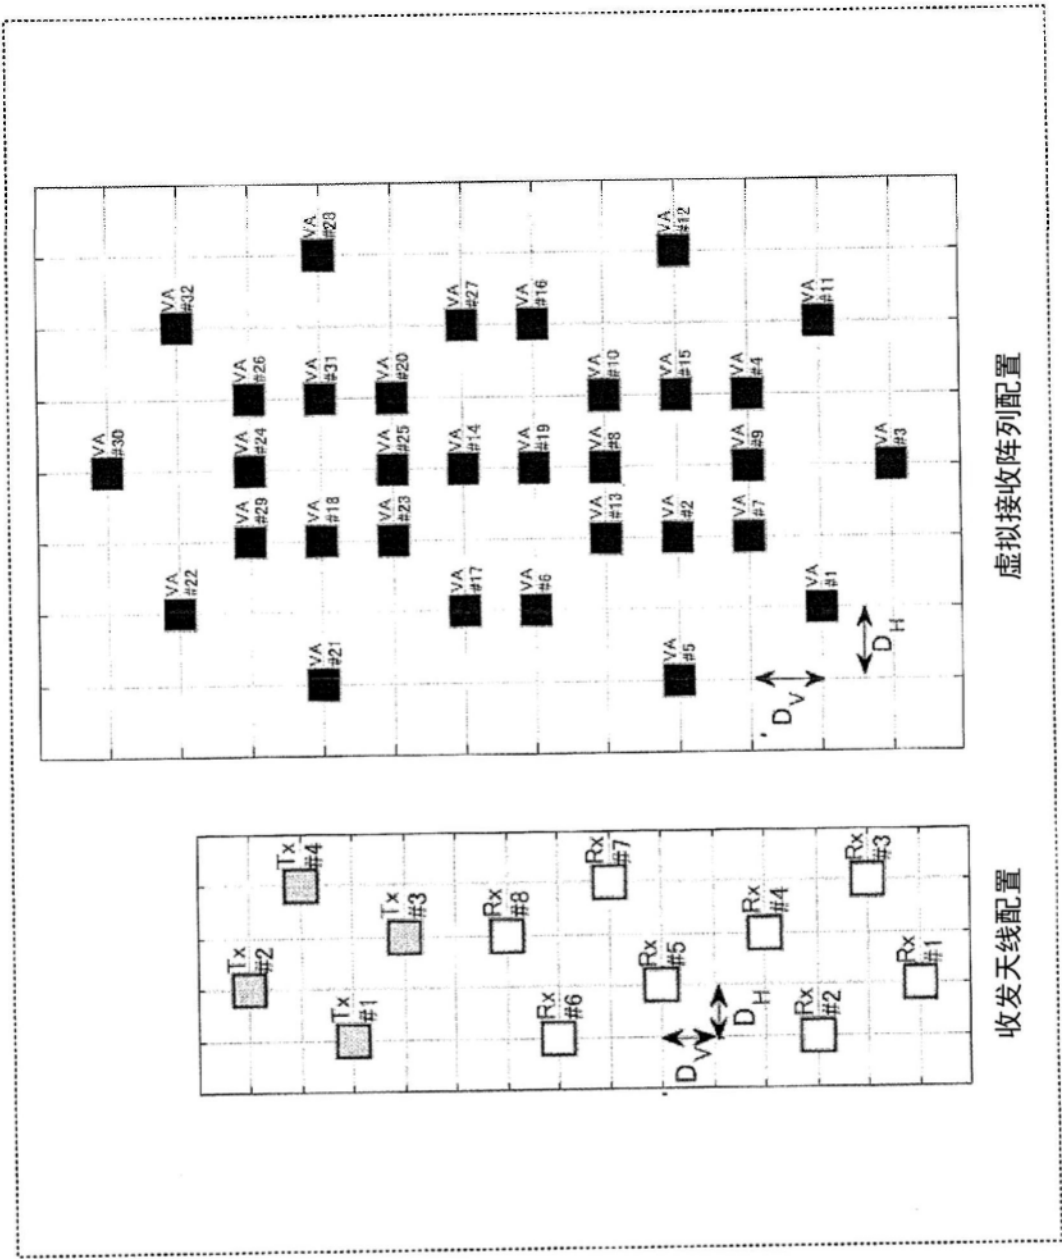 VA
#30
VA
#22
VA
#32
VA
#29
VA
#24
VA
#26
VA
#21
VA
#18
VA
#31
VA
#28
VA
#23
VA
#25
VA
#20
VA
#17
VA
#14
VA
#27
VA
#6
VA
#19
VA
#16
VA
#13
VA
#8
VA
#10
VA
#5
VA
#2
VA
#15
VA
#12
VA
#7
VA
#9
VA
#4
VA
#1
VA
#11
VA
#3
DV
DH
虚拟接收阵列配置
Tx
#2
Tx
#4
Tx
#1
Tx
#3
Rx
#8
Rx
#6
Rx
#7
Rx
#5
Rx
#4
Rx
#2
Rx
#3
Rx
#1
DV
DH
收发天线配置